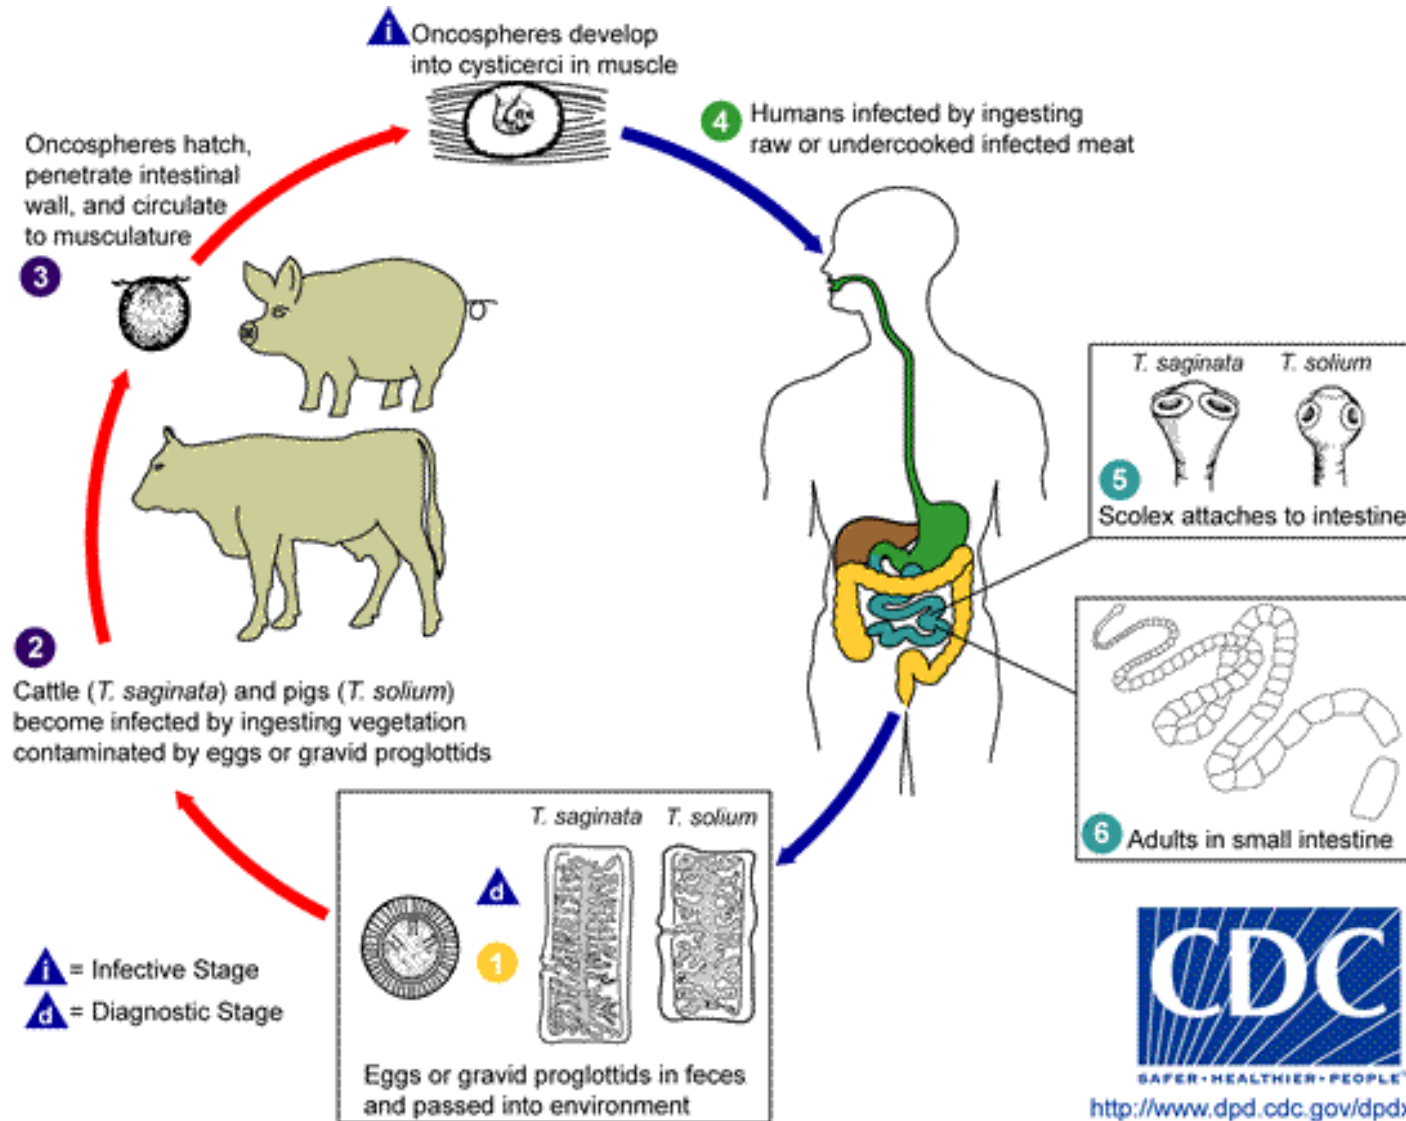 i Oncospheres develop
into cysticerci in muscle
4 Humans infected by ingesting
raw or undercooked infected meat
Oncospheres hatch,
penetrate intestinal
wall, and circulate
to musculature
3
T. saginata T. solium
5
Scolex attaches to intestine
2
Cattle (T. saginata) and pigs (T. solium)
become infected by ingesting vegetation
contaminated by eggs or gravid proglottids
6 Adults in small intestine
T. saginata T. solium
d
1
Eggs or gravid proglottids in feces
and passed into environment
i = Infective Stage
d = Diagnostic Stage
CDC
SAFER·HEALTHIER·PEOPLE™
http://www.dpd.cdc.gov/dpdx